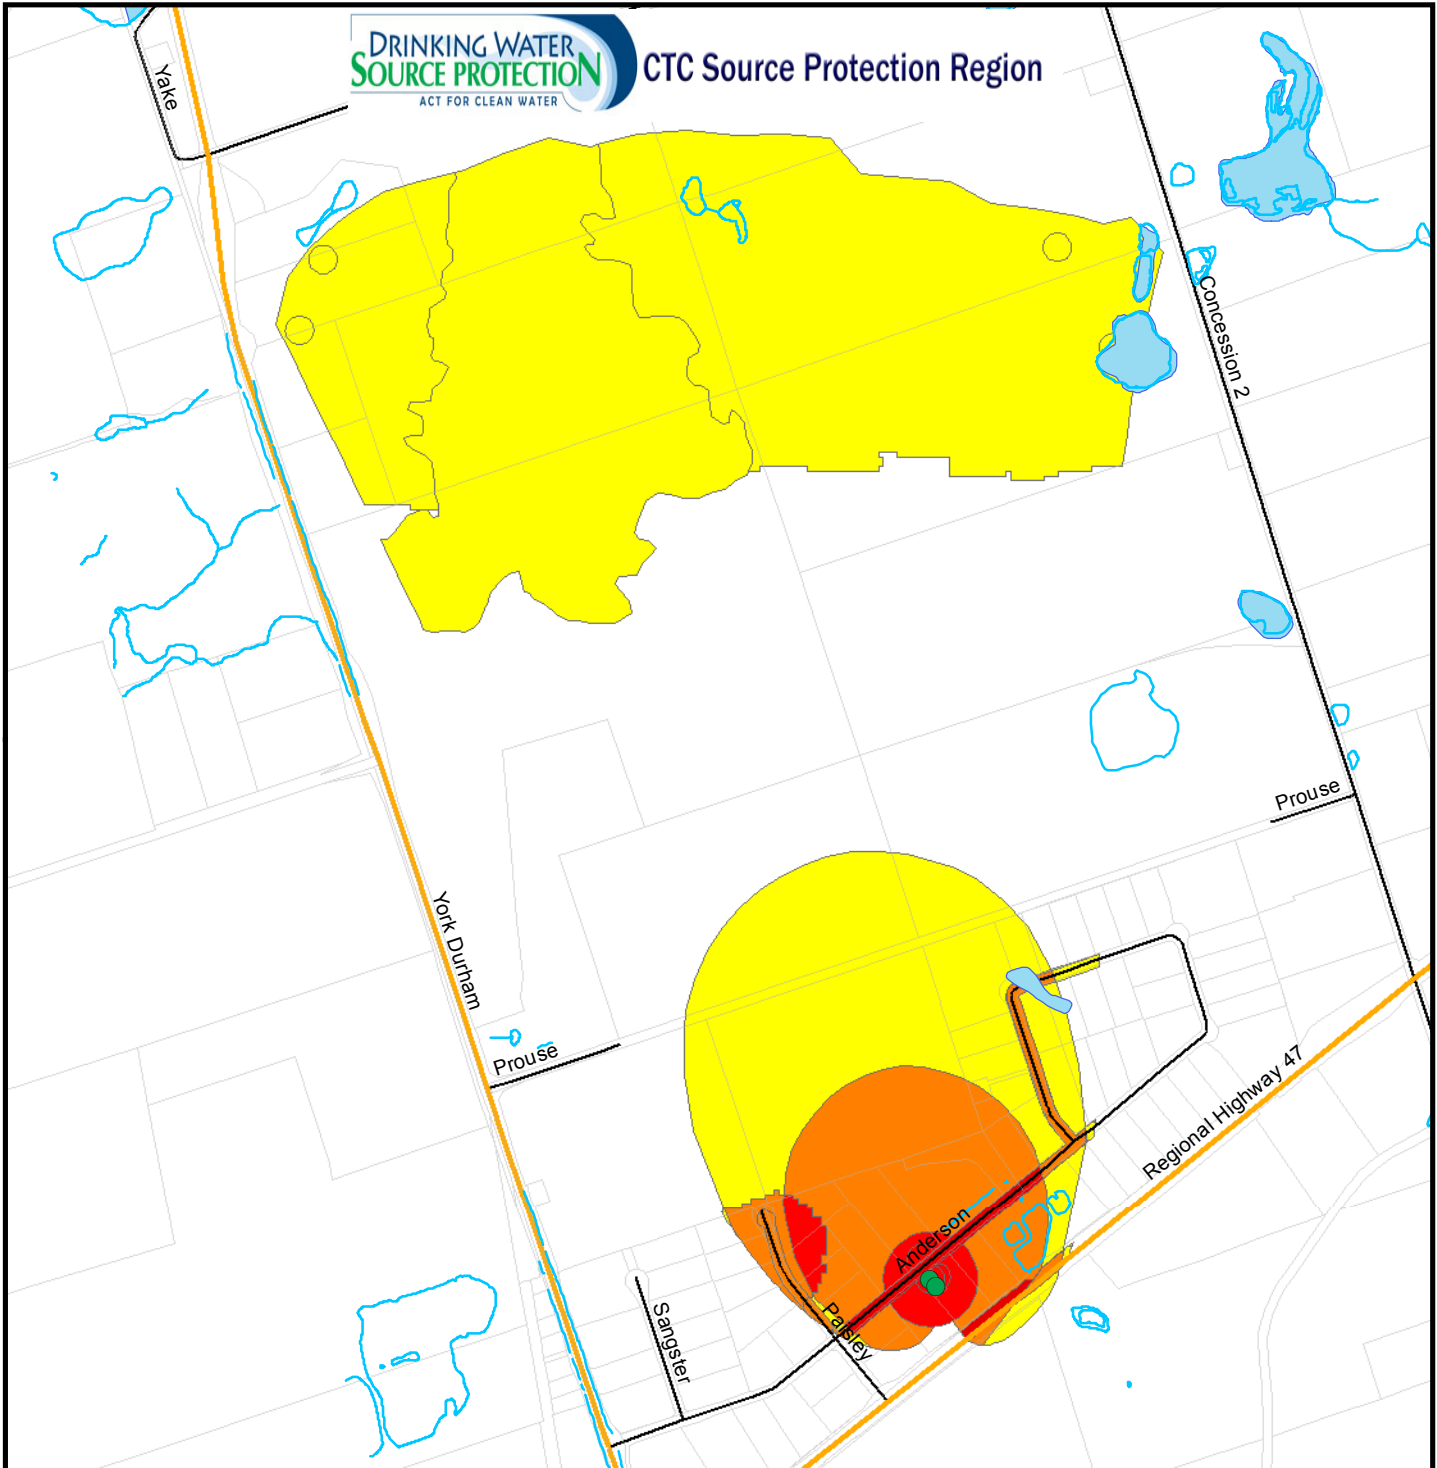 DRINKING WATER
SOURCE PROTECTION
ACT FOR CLEAN WATER
CTC Source Protection Region
Yake
Concession 2
Prouse
York Durham
Prouse
Regional Highway 47
Anderson
Paisley
Sangster